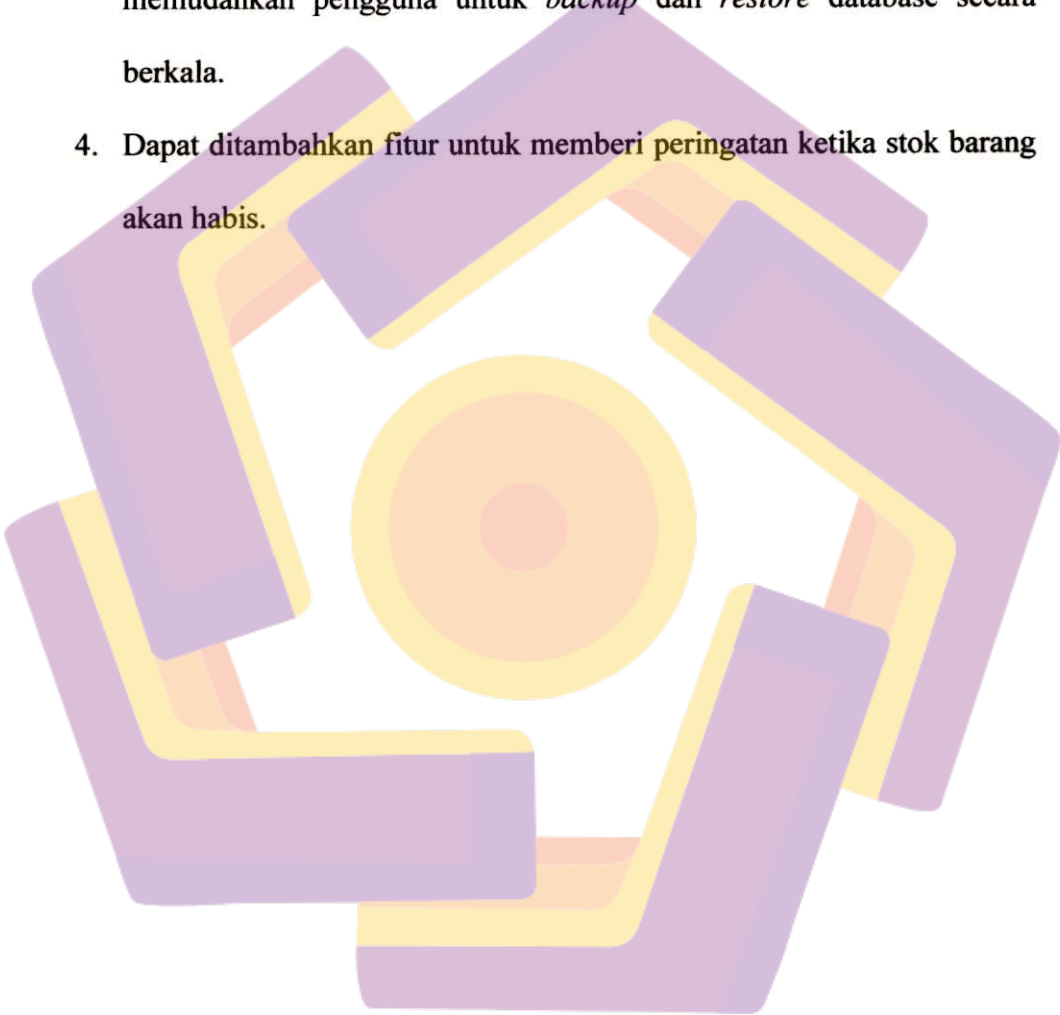 memudahkan pengguna untuk backup dan restore database secara
berkala.
4. Dapat ditambahkan fitur untuk memberi peringatan ketika stok barang
akan habis.